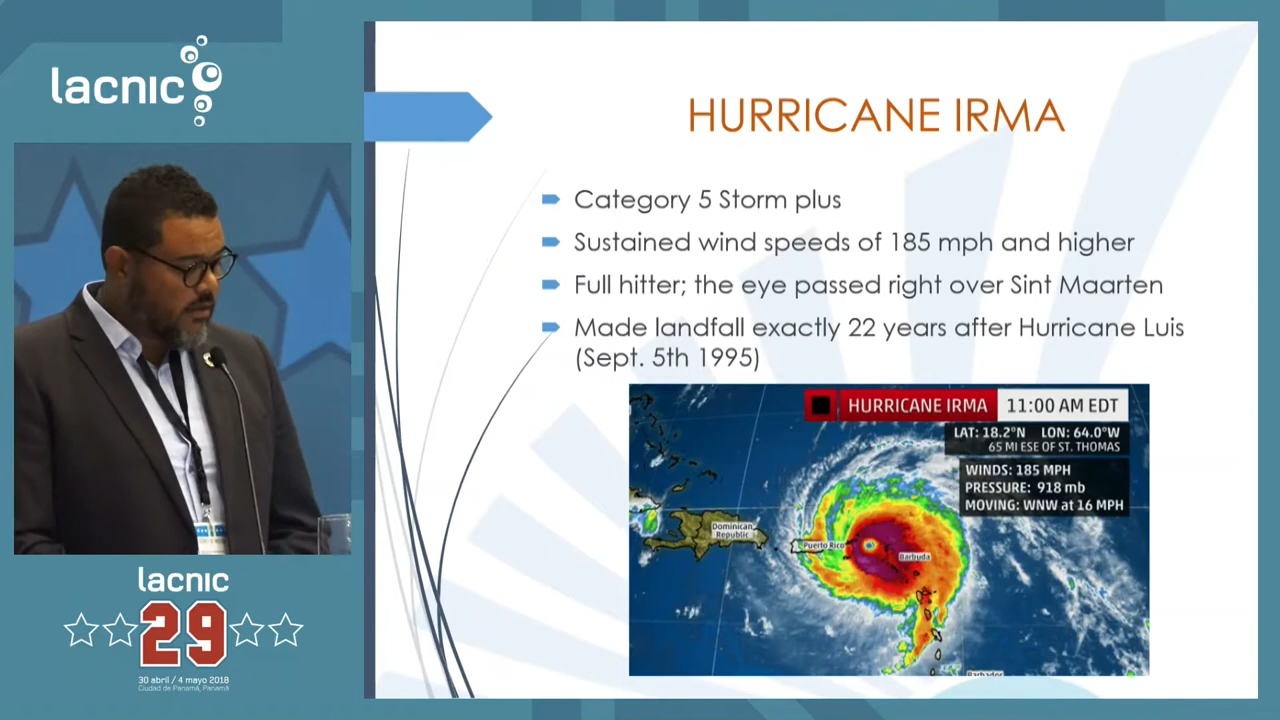 lacnic
HURRICANE IRMA
Category 5 Storm plus
Sustained wind speeds of 185 mph and higher
Full hitter; the eye passed right over Sint Maarten
Made landfall exactly 22 years after Hurricane Luis
(Sept. 5th 1995)
HURRICANE IRMA 11:00 AM EDT
LAT: 18.2°N LON: 64.0°W
65 MI ESE OF ST. THOMAS
WINDS: 185 MPH
PRESSURE: 918 mb
MOVING: WNW at 16 MPH
Dominican
Republic
Puerto Rico
Barbuda
Barbados
lacnic
29
30 abril / 4 mayo 2018
Ciudad de Panamá, Panamá